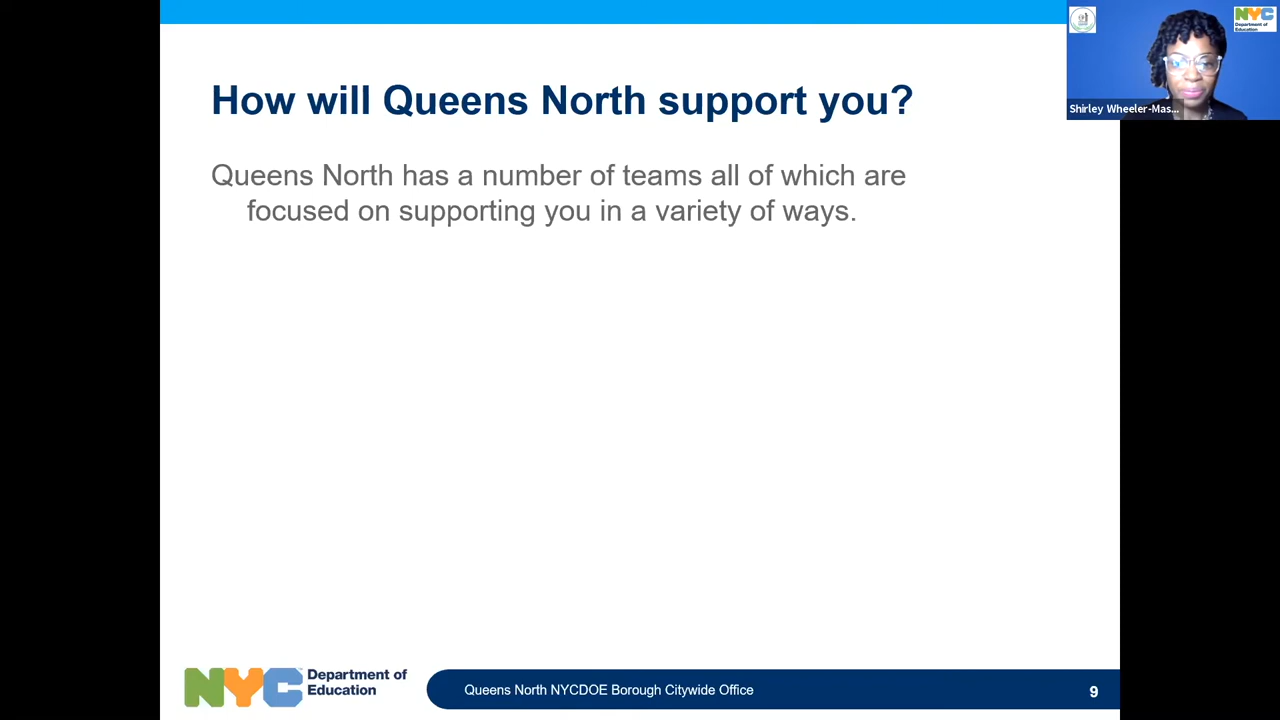 How will Queens North support you?
Queens North has a number of teams all of which are
focused on supporting you in a variety of ways.
NYC
Department of
Education
Shirley Wheeler-Mas...
NYC
Department of
Education
Queens North NYCDOE Borough Citywide Office
9